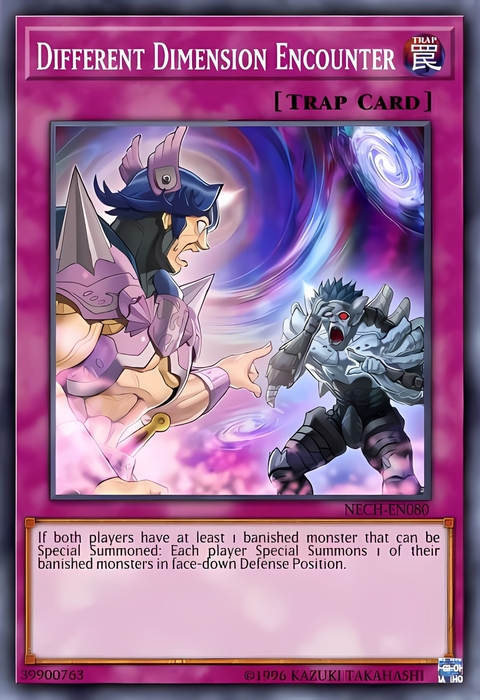 DIFFERENT DIMENSION ENCOUNTER
TRAP
罠
[TRAP CARD]
NECH-EN080
If both players have at least 1 banished monster that can be
Special Summoned: Each player Special Summons 1 of their
banished monsters in face-down Defense Position.
39900763
©1996 KAZUKI TAKAHASHI